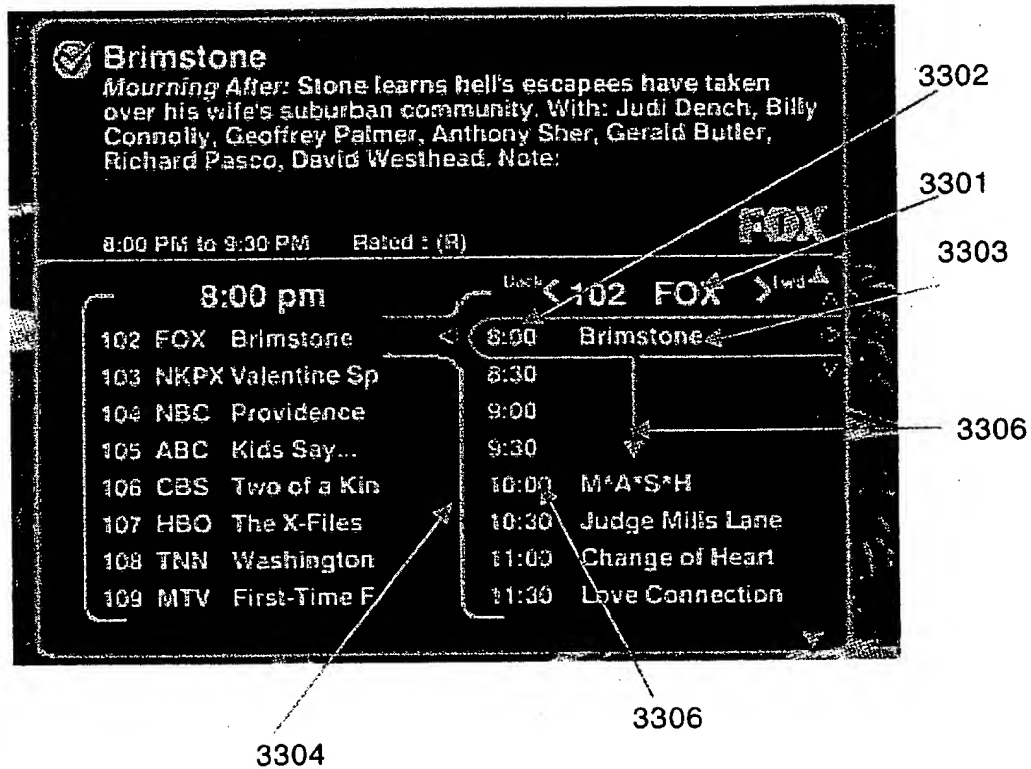 Brimstone
Mourning After: Stone learns hell's escapees have taken
over his wife's suburban community. With: Judi Dench, Billy
Connolly, Geoffrey Palmer, Anthony Sher, Gerald Butler,
Richard Pasco, David Westhead. Note:
8:00 PM to 9:30 PM Rated : (R)
FOX
8:00 pm
102 FOX Brimstone
103 NKPX Valentine Sp
104 NBC Providence
105 ABC Kids Say...
106 CBS Two of a Kin
107 HBO The X-Files
108 TNN Washington
109 MTV First-Time F
< 102 FOX > Fwd
8:00 Brimstone
8:30
9:00
9:30
10:00 M*A*S*H
10:30 Judge Mills Lane
11:00 Change of Heart
11:30 Love Connection
3302
3301
3303
3306
3306
3304